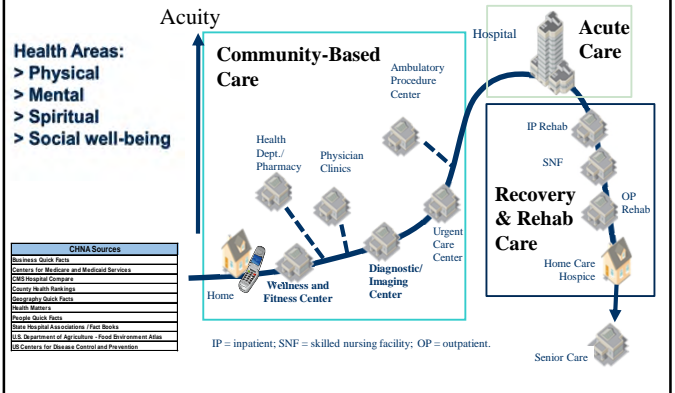 Acuity
Health Areas:
> Physical
> Mental
> Spiritual
> Social well-being
Community-Based
Care
Ambulatory
Procedure
Center
Health
Dept./
Pharmacy
Physician
Clinics
Urgent
Care
Center
Diagnostic/
Imaging
Center
Wellness and
Fitness Center
Home
Hospital
Acute
Care
IP Rehab
SNF
OP
Rehab
Recovery
& Rehab
Care
Home Care
Hospice
Senior Care
CHNA Sources
Business Quick Facts
Centers for Medicare and Medicaid Services
CMS Hospital Compare
County Health Rankings
Geography Quick Facts
Health Matters
People Quick Facts
State Hospital Associations / Fact Books
U.S. Department of Agriculture - Food Environment Atlas
US Centers for Disease Control and Prevention
IP = inpatient; SNF = skilled nursing facility; OP = outpatient.